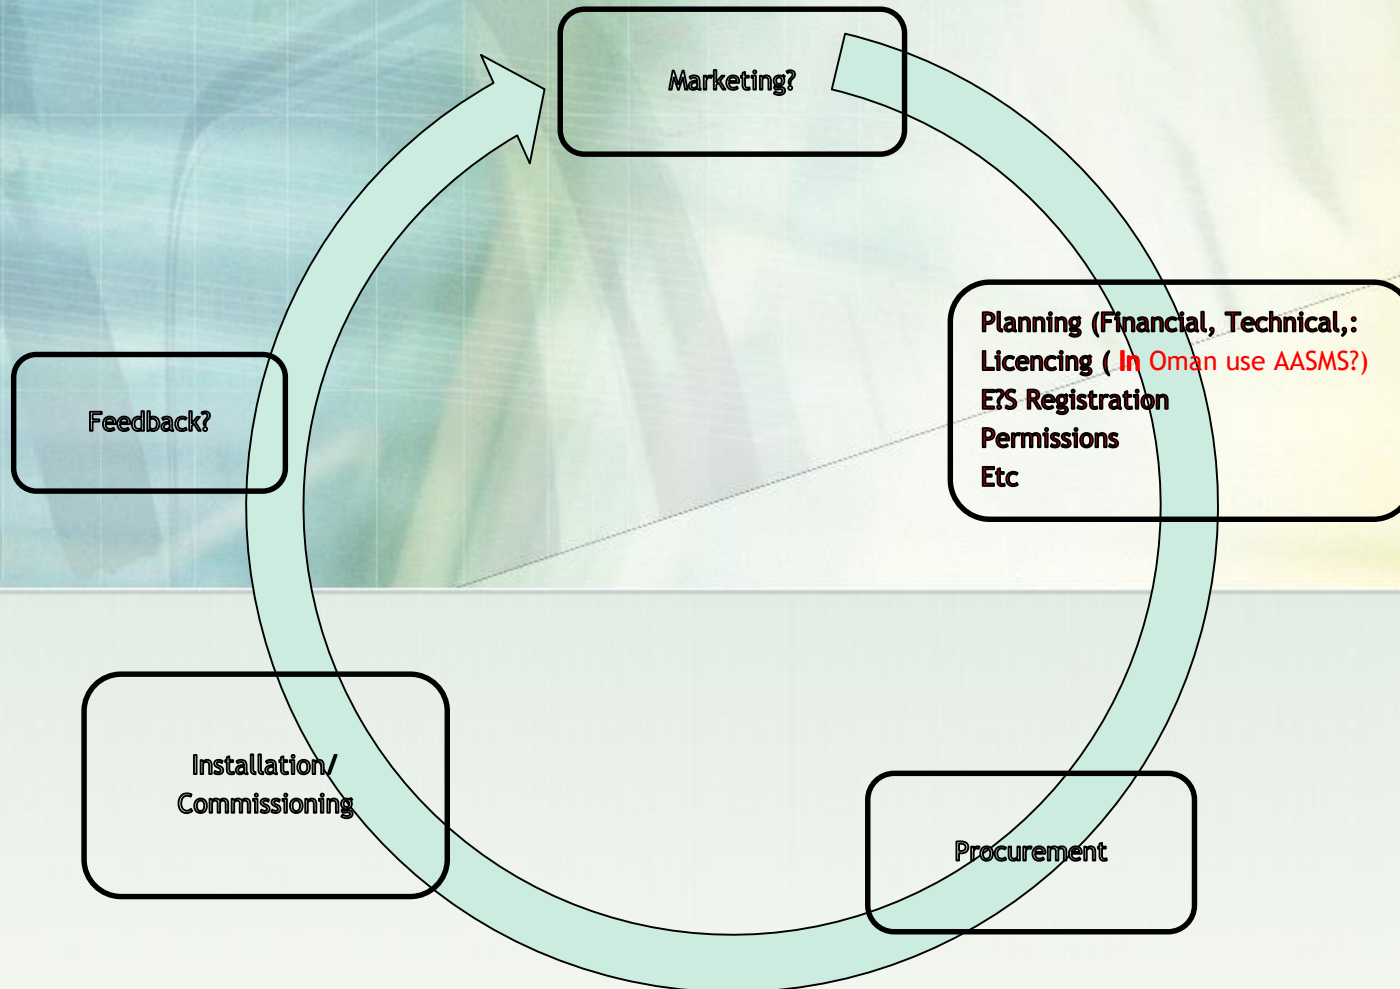 Marketing?
Planning (Financial, Technical,:
Licencing ( In Oman use AASMS?)
E?S Registration
Permissions
Etc
Procurement
Installation/
Commissioning
Feedback?